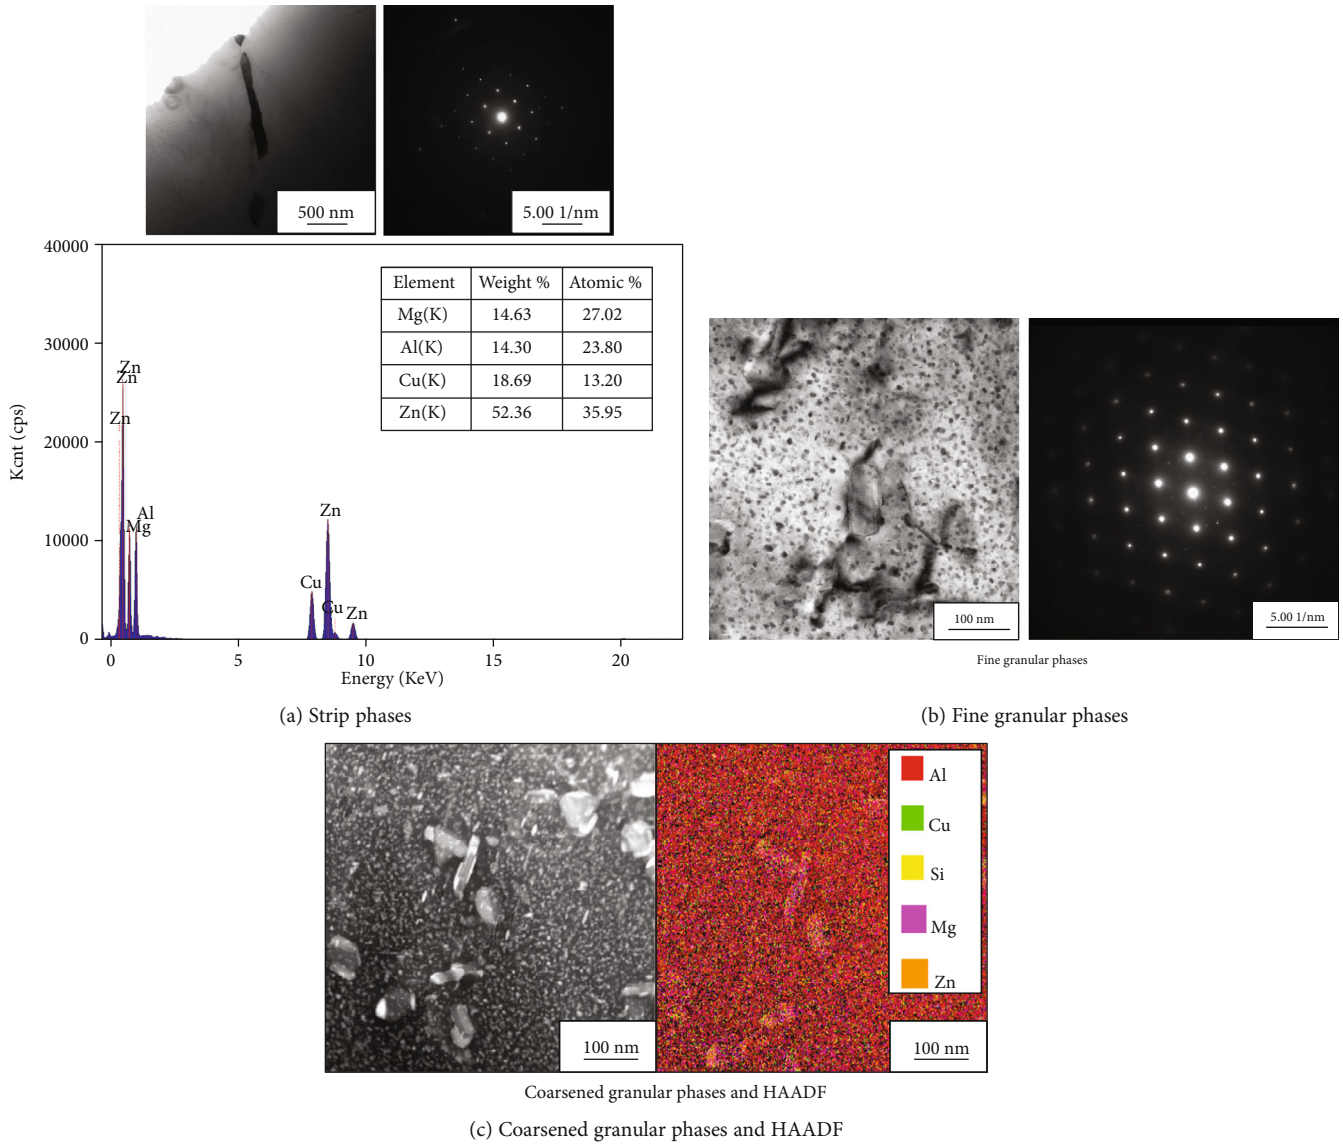 500 nm
5.00 1/nm
40000
30000
20000
10000
0
Kcnt (cps)
Element Weight % Atomic %
Mg(K) 14.63 27.02
Al(K) 14.30 23.80
Cu(K) 18.69 13.20
Zn(K) 52.36 35.95
Zn
Zn
Zn
Al
Mg
Cu
Zn
Cu
Zn
0 5 10 15 20
Energy (KeV)
(a) Strip phases
100 nm
5.00 1/nm
Fine granular phases
(b) Fine granular phases
Al
Cu
Si
Mg
Zn
100 nm
100 nm
Coarsened granular phases and HAADF
(c) Coarsened granular phases and HAADF